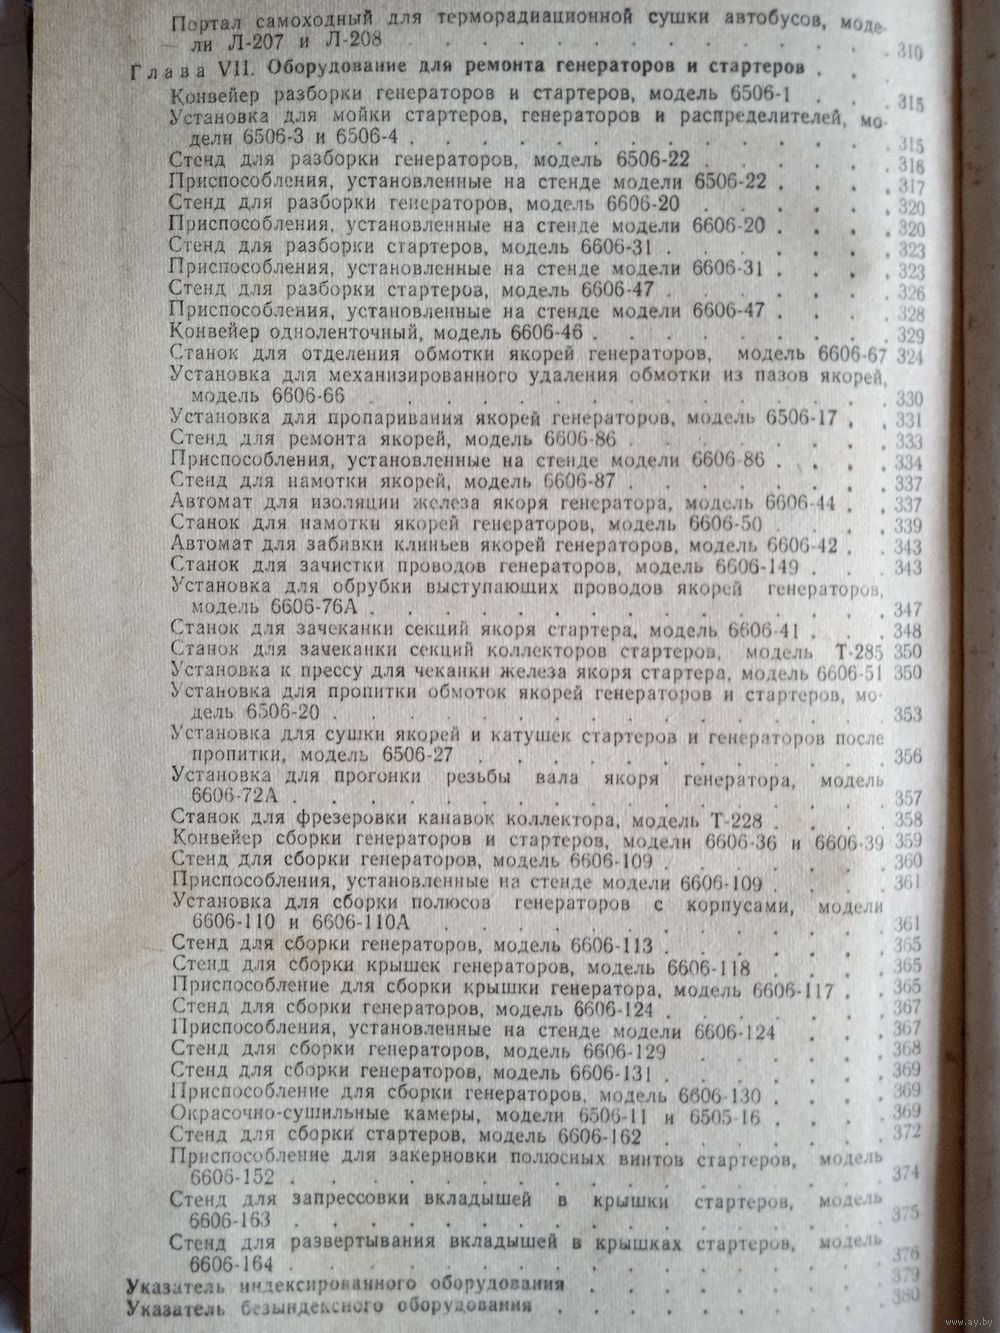 Портал самоходный для терморадиационной сушки автобусов, моде-
ли Л-207 и Л-208 . . . . . . . . . . . . . 310
Глава VII. Оборудование для ремонта генераторов и стартеров . . . 315
Конвейер разборки генераторов и стартеров, модель 6506-1 . . .
Установка для мойки стартеров, генераторов и распределителей, мо-
дели 6506-3 и 6506-4 . . . . . . . . . . . . 315
Стенд для разборки генераторов, модель 6506-22 . . . . . 316
Приспособления, установленные на стенде модели 6506-22 . . . . 317
Стенд для разборки генераторов, модель 6606-20 . . . . . 320
Приспособления, установленные на стенде модели 6606-20 . . . . 320
Стенд для разборки стартеров, модель 6606-31 . . . . . . 323
Приспособления, установленные на стенде модели 6606-31 . . . . 323
Стенд для разборки стартеров, модель 6606-47 . . . . . . 326
Приспособления, установленные на стенде модели 6606-47 . . . . 328
Конвейер одноленточный, модель 6606-46 . . . . . . . . 329
Станок для отделения обмотки якорей генераторов, модель 6606-67 324
Установка для механизированного удаления обмотки из пазов якорей,
модель 6606-66 . . . . . . . . . . . . . . 330
Установка для пропаривания якорей генераторов, модель 6506-17 . . 331
Стенд для ремонта якорей, модель 6606-86 . . . . . . . 333
Приспособления, установленные на стенде модели 6606-86 . . . . 334
Стенд для намотки якорей, модель 6606-87 . . . . . . . 337
Автомат для изоляции железа якоря генератора, модель 6606-44 . . 337
Станок для намотки якорей генераторов, модель 6606-50 . . . . 339
Автомат для забивки клиньев якорей генераторов, модель 6606-42 . . 343
Станок для зачистки проводов генераторов, модель 6606-149 . . . 343
Установка для обрубки выступающих проводов якорей генераторов,
модель 6606-76А . . . . . . . . . . . . . 347
Станок для зачеканки секций якоря стартера, модель 6606-41 . . . 348
Станок для зачеканки секций коллекторов стартеров, модель Т-285 350
Установка к прессу для чеканки железа якоря стартера, модель 6606-51 350
Установка для пропитки обмоток якорей генераторов и стартеров, мо-
дель 6506-20 . . . . . . . . . . . . . . 353
Установка для сушки якорей и катушек стартеров и генераторов после
пропитки, модель 6506-27 . . . . . . . . . . . 356
Установка для прогонки резьбы вала якоря генератора, модель
6606-72А . . . . . . . . . . . . . . . . 357
Станок для фрезеровки канавок коллектора, модель Т-228 . . . . 358
Конвейер сборки генераторов и стартеров, модели 6606-36 и 6606-39 359
Стенд для сборки генераторов, модель 6606-109 . . . . . . 360
Приспособления, установленные на стенде модели 6606-109 . . . . 361
Установка для сборки полюсов генераторов с корпусами, модели
6606-110 и 6606-110А . . . . . . . . . . . . 361
Стенд для сборки генераторов, модель 6606-113 . . . . . . 365
Стенд для сборки крышек генераторов, модель 6606-118 . . . . 365
Приспособление для сборки крышки генератора, модель 6606-117 . . 365
Стенд для сборки генераторов, модель 6606-124 . . . . . . 367
Приспособления, установленные на стенде модели 6606-124 . . . 367
Стенд для сборки генераторов, модель 6606-129 . . . . . 368
Стенд для сборки генераторов, модель 6606-131 . . . . . . 369
Приспособление для сборки генераторов, модель 6606-130 . . . . 369
Окрасочно-сушильные камеры, модели 6506-11 и 6505-16 . . . . 369
Стенд для сборки стартеров, модель 6606-162 . . . . . . 372
Приспособление для закерновки полюсных винтов стартеров, модель
6606-152 . . . . . . . . . . . . . . . . 374
Стенд для запрессовки вкладышей в крышки стартеров, модель
6606-163 . . . . . . . . . . . . . . . . 375
Стенд для развертывания вкладышей в крышках стартеров, модель
6606-164 . . . . . . . . . . . . . . . . 376
Указатель индексированного оборудования . . . . . . . . 379
Указатель безындексного оборудования . . . . . . . . . 380
www.ay.by